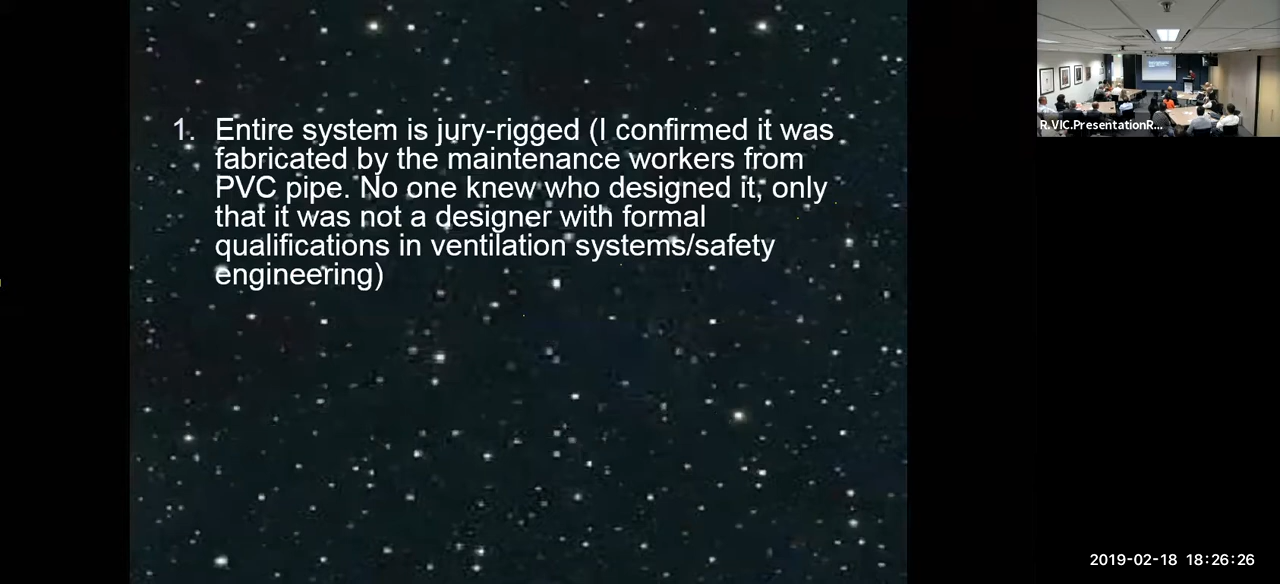 1. Entire system is jury-rigged (I confirmed it was
fabricated by the maintenance workers from
PVC pipe. No one knew who designed it, only
that it was not a designer with formal
qualifications in ventilation systems/safety
engineering)
R.VIC.PresentationR...
2019-02-18 18:26:26